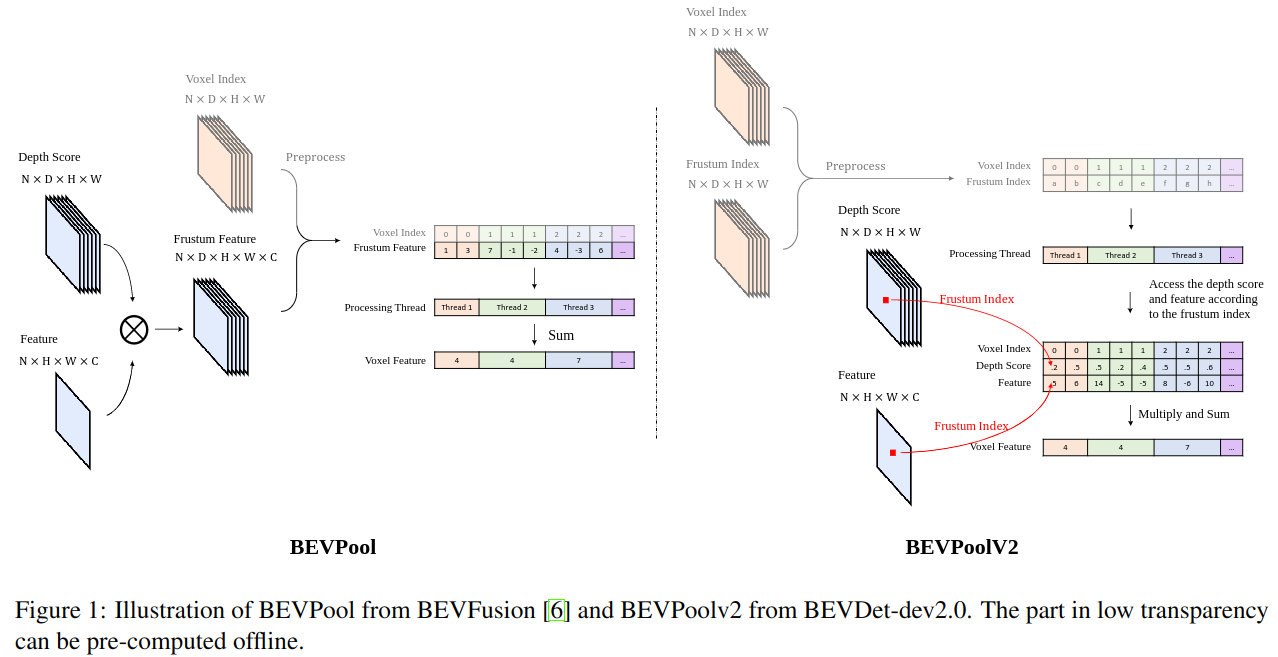 Voxel Index
N × D × H × W
Depth Score
N × D × H × W
Preprocess
Frustum Feature
N × D × H × W × C
Feature
N × H × W × C
Voxel Index 0 0 1 1 1 2 2 2 ...
Frustum Feature 1 3 7 -1 -2 4 -3 6 ...
Processing Thread Thread 1 Thread 2 Thread 3 ...
Sum
Voxel Feature 4 4 7 ...
BEVPool
Voxel Index
N × D × H × W
Frustum Index
N × D × H × W
Preprocess
Voxel Index 0 0 1 1 1 2 2 2 ...
Frustum Index a b c d e f g h ...
Depth Score
N × D × H × W
Processing Thread Thread 1 Thread 2 Thread 3 ...
Access the depth score
and feature according
to the frustum index
Frustum Index
Voxel Index 0 0 1 1 1 2 2 2 ...
Depth Score .2 .5 .5 .2 .4 .5 .5 .6 ...
Feature 5 6 14 -5 -5 8 -6 10 ...
Feature
N × H × W × C
Frustum Index
Multiply and Sum
Voxel Feature 4 4 7 ...
BEVPoolV2
Figure 1: Illustration of BEVPool from BEVFusion [6] and BEVPoolv2 from BEVDet-dev2.0. The part in low transparency
can be pre-computed offline.